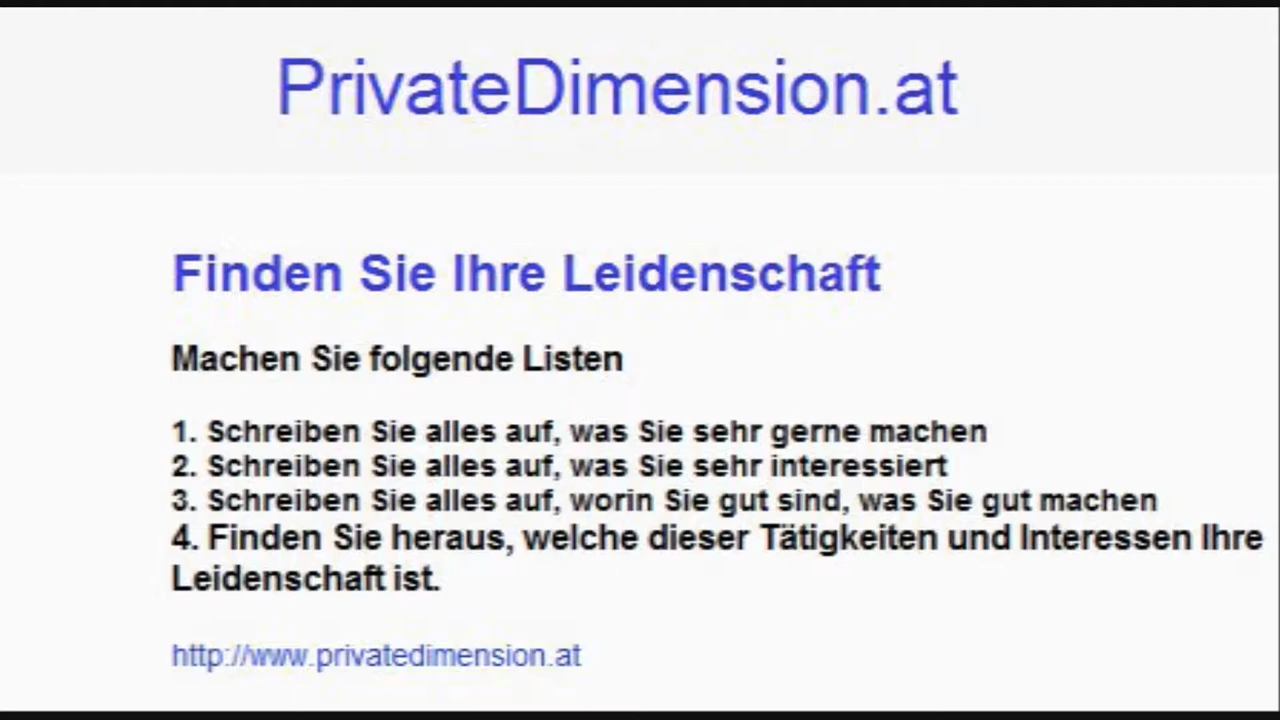 PrivateDimension.at
Finden Sie Ihre Leidenschaft
Machen Sie folgende Listen
1. Schreiben Sie alles auf, was Sie sehr gerne machen
2. Schreiben Sie alles auf, was Sie sehr interessiert
3. Schreiben Sie alles auf, worin Sie gut sind, was Sie gut machen
4. Finden Sie heraus, welche dieser Tätigkeiten und Interessen Ihre
Leidenschaft ist.
http://www.privatedimension.at